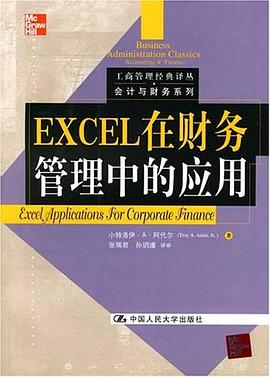 Mc
Graw
Hill
Business
Administration Classics
Accounting & Finance
工商管理经典译丛
会计与财务系列
EXCEL在财务
管理中的应用
Excel Applications For Corporate Finance
小特洛伊·A·阿代尔 (Troy A. Adair, Jr.) 著
张瑞君 孙玥璠 译审
中国人民大学出版社